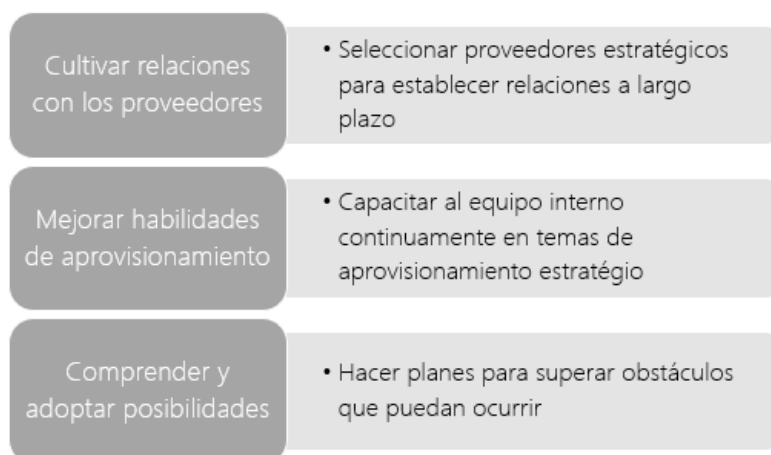 Cultivar relaciones
con los proveedores
• Seleccionar proveedores estratégicos
para establecer relaciones a largo
plazo
Mejorar habilidades
de aprovisionamiento
• Capacitar al equipo interno
continuamente en temas de
aprovisionamiento estratégio
Comprender y
adoptar posibilidades
• Hacer planes para superar obstáculos
que puedan ocurrir